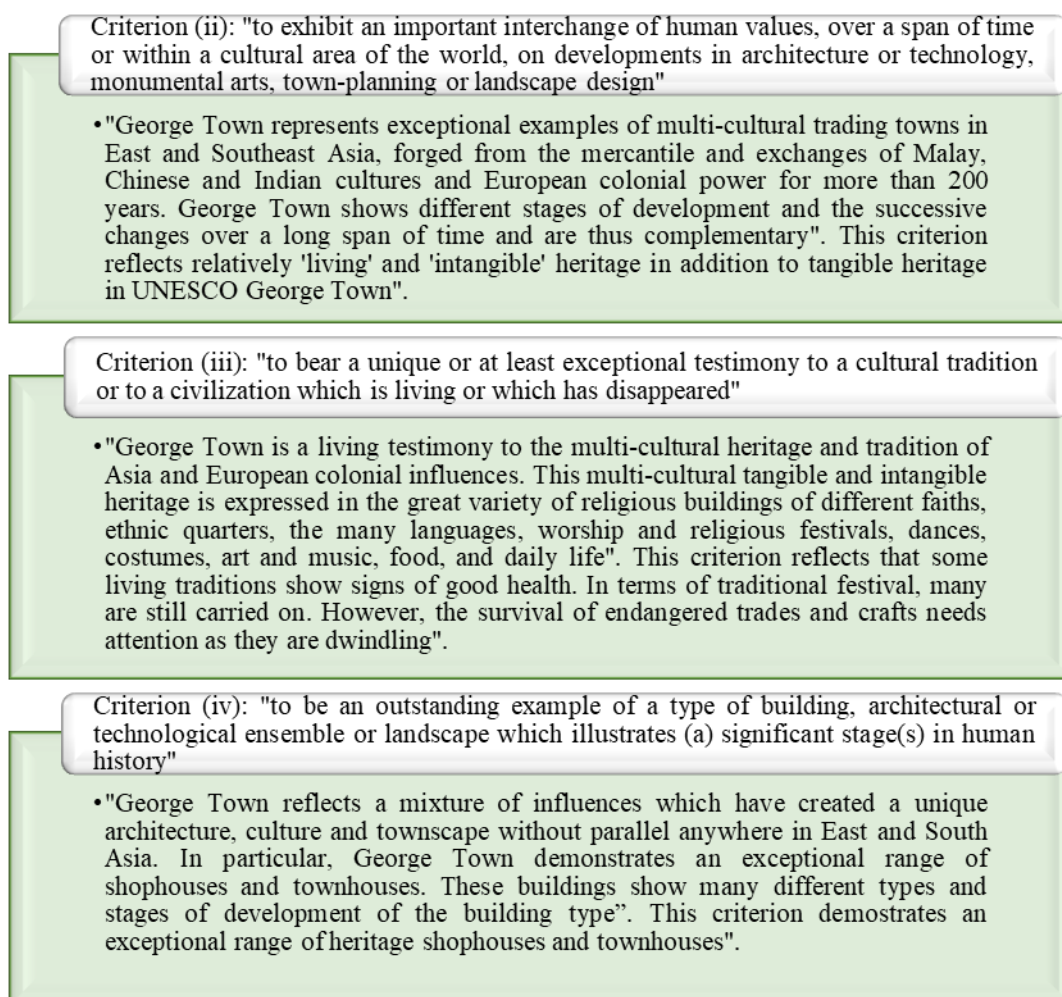 Criterion (ii): "to exhibit an important interchange of human values, over a span of time
or within a cultural area of the world, on developments in architecture or technology,
monumental arts, town-planning or landscape design"
•"George Town represents exceptional examples of multi-cultural trading towns in
East and Southeast Asia, forged from the mercantile and exchanges of Malay,
Chinese and Indian cultures and European colonial power for more than 200
years. George Town shows different stages of development and the successive
changes over a long span of time and are thus complementary". This criterion
reflects relatively 'living' and 'intangible' heritage in addition to tangible heritage
in UNESCO George Town".
Criterion (iii): "to bear a unique or at least exceptional testimony to a cultural tradition
or to a civilization which is living or which has disappeared"
•"George Town is a living testimony to the multi-cultural heritage and tradition of
Asia and European colonial influences. This multi-cultural tangible and intangible
heritage is expressed in the great variety of religious buildings of different faiths,
ethnic quarters, the many languages, worship and religious festivals, dances,
costumes, art and music, food, and daily life". This criterion reflects that some
living traditions show signs of good health. In terms of traditional festival, many
are still carried on. However, the survival of endangered trades and crafts needs
attention as they are dwindling".
Criterion (iv): "to be an outstanding example of a type of building, architectural or
technological ensemble or landscape which illustrates (a) significant stage(s) in human
history"
•"George Town reflects a mixture of influences which have created a unique
architecture, culture and townscape without parallel anywhere in East and South
Asia. In particular, George Town demonstrates an exceptional range of
shophouses and townhouses. These buildings show many different types and
stages of development of the building type”. This criterion demostrates an
exceptional range of heritage shophouses and townhouses".